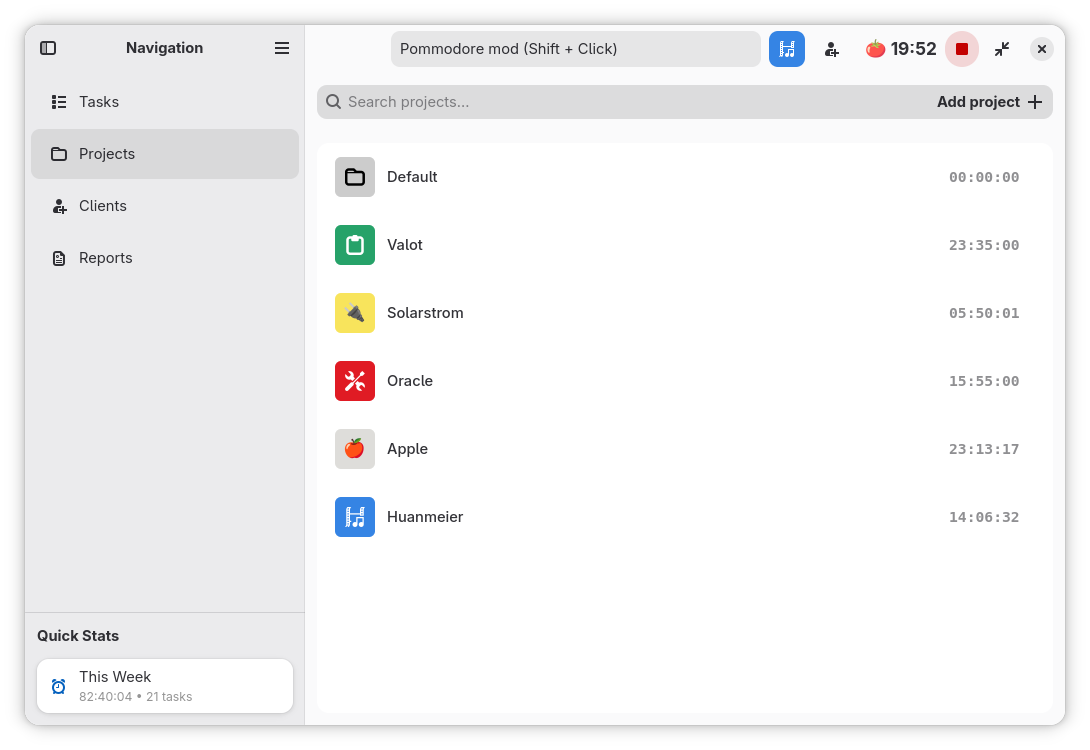 Navigation
Pommodore mod (Shift + Click)
19:52
Tasks
Projects
Clients
Reports
Search projects...
Add project
Default 00:00:00
Valot 23:35:00
Solarstrom 05:50:01
Oracle 15:55:00
Apple 23:13:17
Huanmeier 14:06:32
Quick Stats
This Week
82:40:04 • 21 tasks